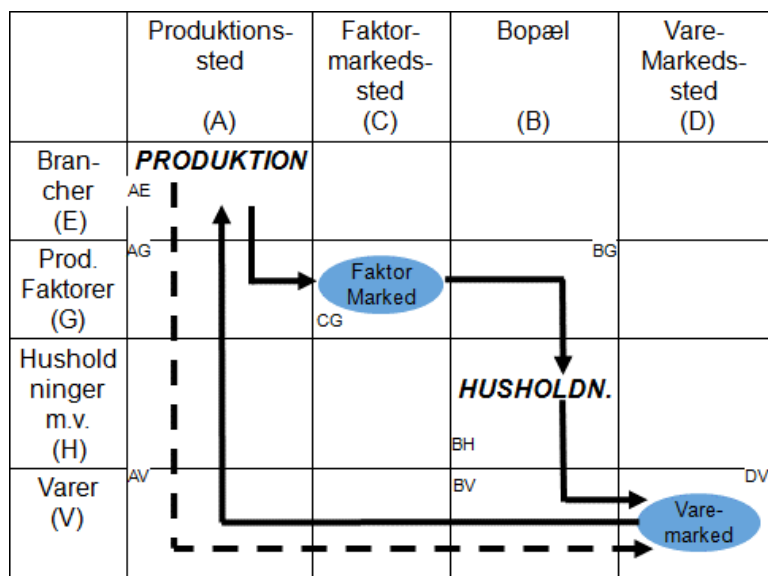 Produktions-
sted
(A)
Faktor-
markeds-
sted
(C)
Bopæl
(B)
Vare-
Markeds-
sted
(D)
Bran-
cher
(E)
PRODUKTION
AE
Prod.
Faktorer
(G)
AG
Faktor
Marked
CG
BG
Hushold
ninger
m.v.
(H)
HUSHOLDN.
BH
Varer
(V)
AV
BV
DV
Vare-
marked